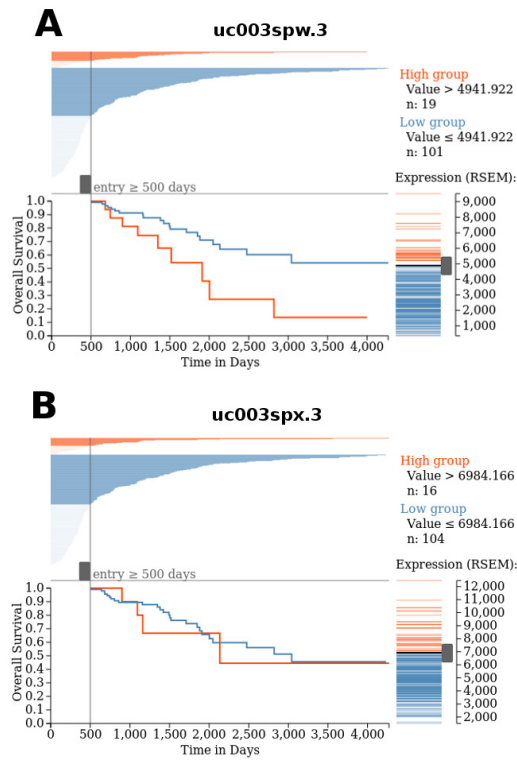 A
uc003spw.3
High group
Value > 4941.922
n: 19
Low group
Value ≤ 4941.922
n: 101
Expression (RSEM):
entry ≥ 500 days
Overall Survival
1.0
0.9
0.8
0.7
0.6
0.5
0.4
0.3
0.2
0.1
0.0
0 500 1,000 1,500 2,000 2,500 3,000 3,500 4,000
Time in Days
9,000
8,000
7,000
6,000
5,000
4,000
3,000
2,000
1,000
B
uc003spx.3
High group
Value > 6984.166
n: 16
Low group
Value ≤ 6984.166
n: 104
Expression (RSEM):
entry ≥ 500 days
Overall Survival
1.0
0.9
0.8
0.7
0.6
0.5
0.4
0.3
0.2
0.1
0.0
0 500 1,000 1,500 2,000 2,500 3,000 3,500 4,000
Time in Days
12,000
11,000
10,000
9,000
8,000
7,000
6,000
5,000
4,000
3,000
2,000